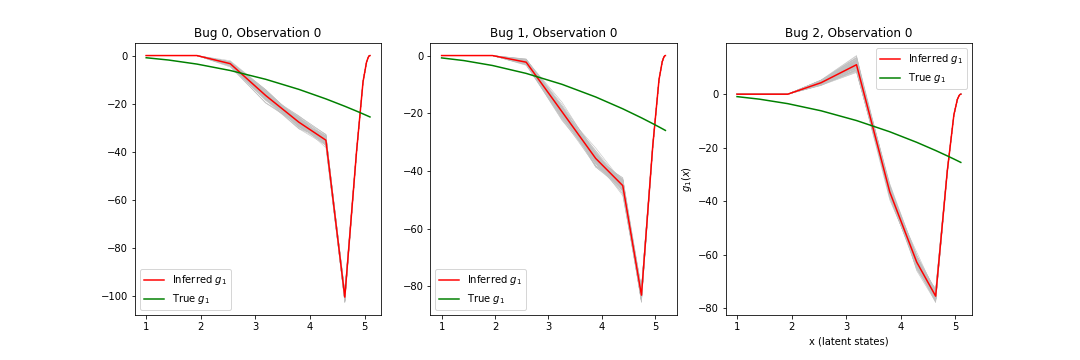 Bug 0, Observation 0
0
−20
−40
−60
−80
−100
1 2 3 4 5
Inferred g₁
True g₁
Bug 1, Observation 0
0
−20
−40
−60
−80
1 2 3 4 5
Inferred g₁
True g₁
Bug 2, Observation 0
Inferred g₁
True g₁
g₁(x)
0
−20
−40
−60
−80
1 2 3 4 5
x (latent states)